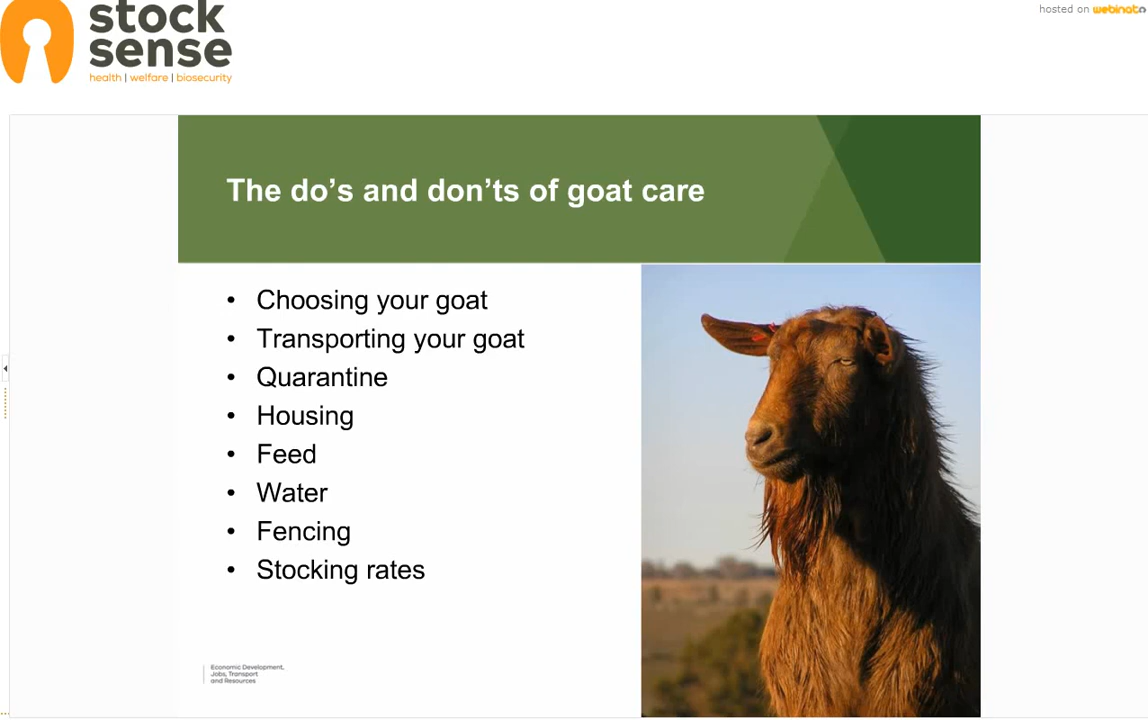 stock
sense
health | welfare | biosecurity
hosted on webinato
The do's and don'ts of goat care
• Choosing your goat
• Transporting your goat
• Quarantine
• Housing
• Feed
• Water
• Fencing
• Stocking rates
Economic Development,
Jobs, Transport
and Resources